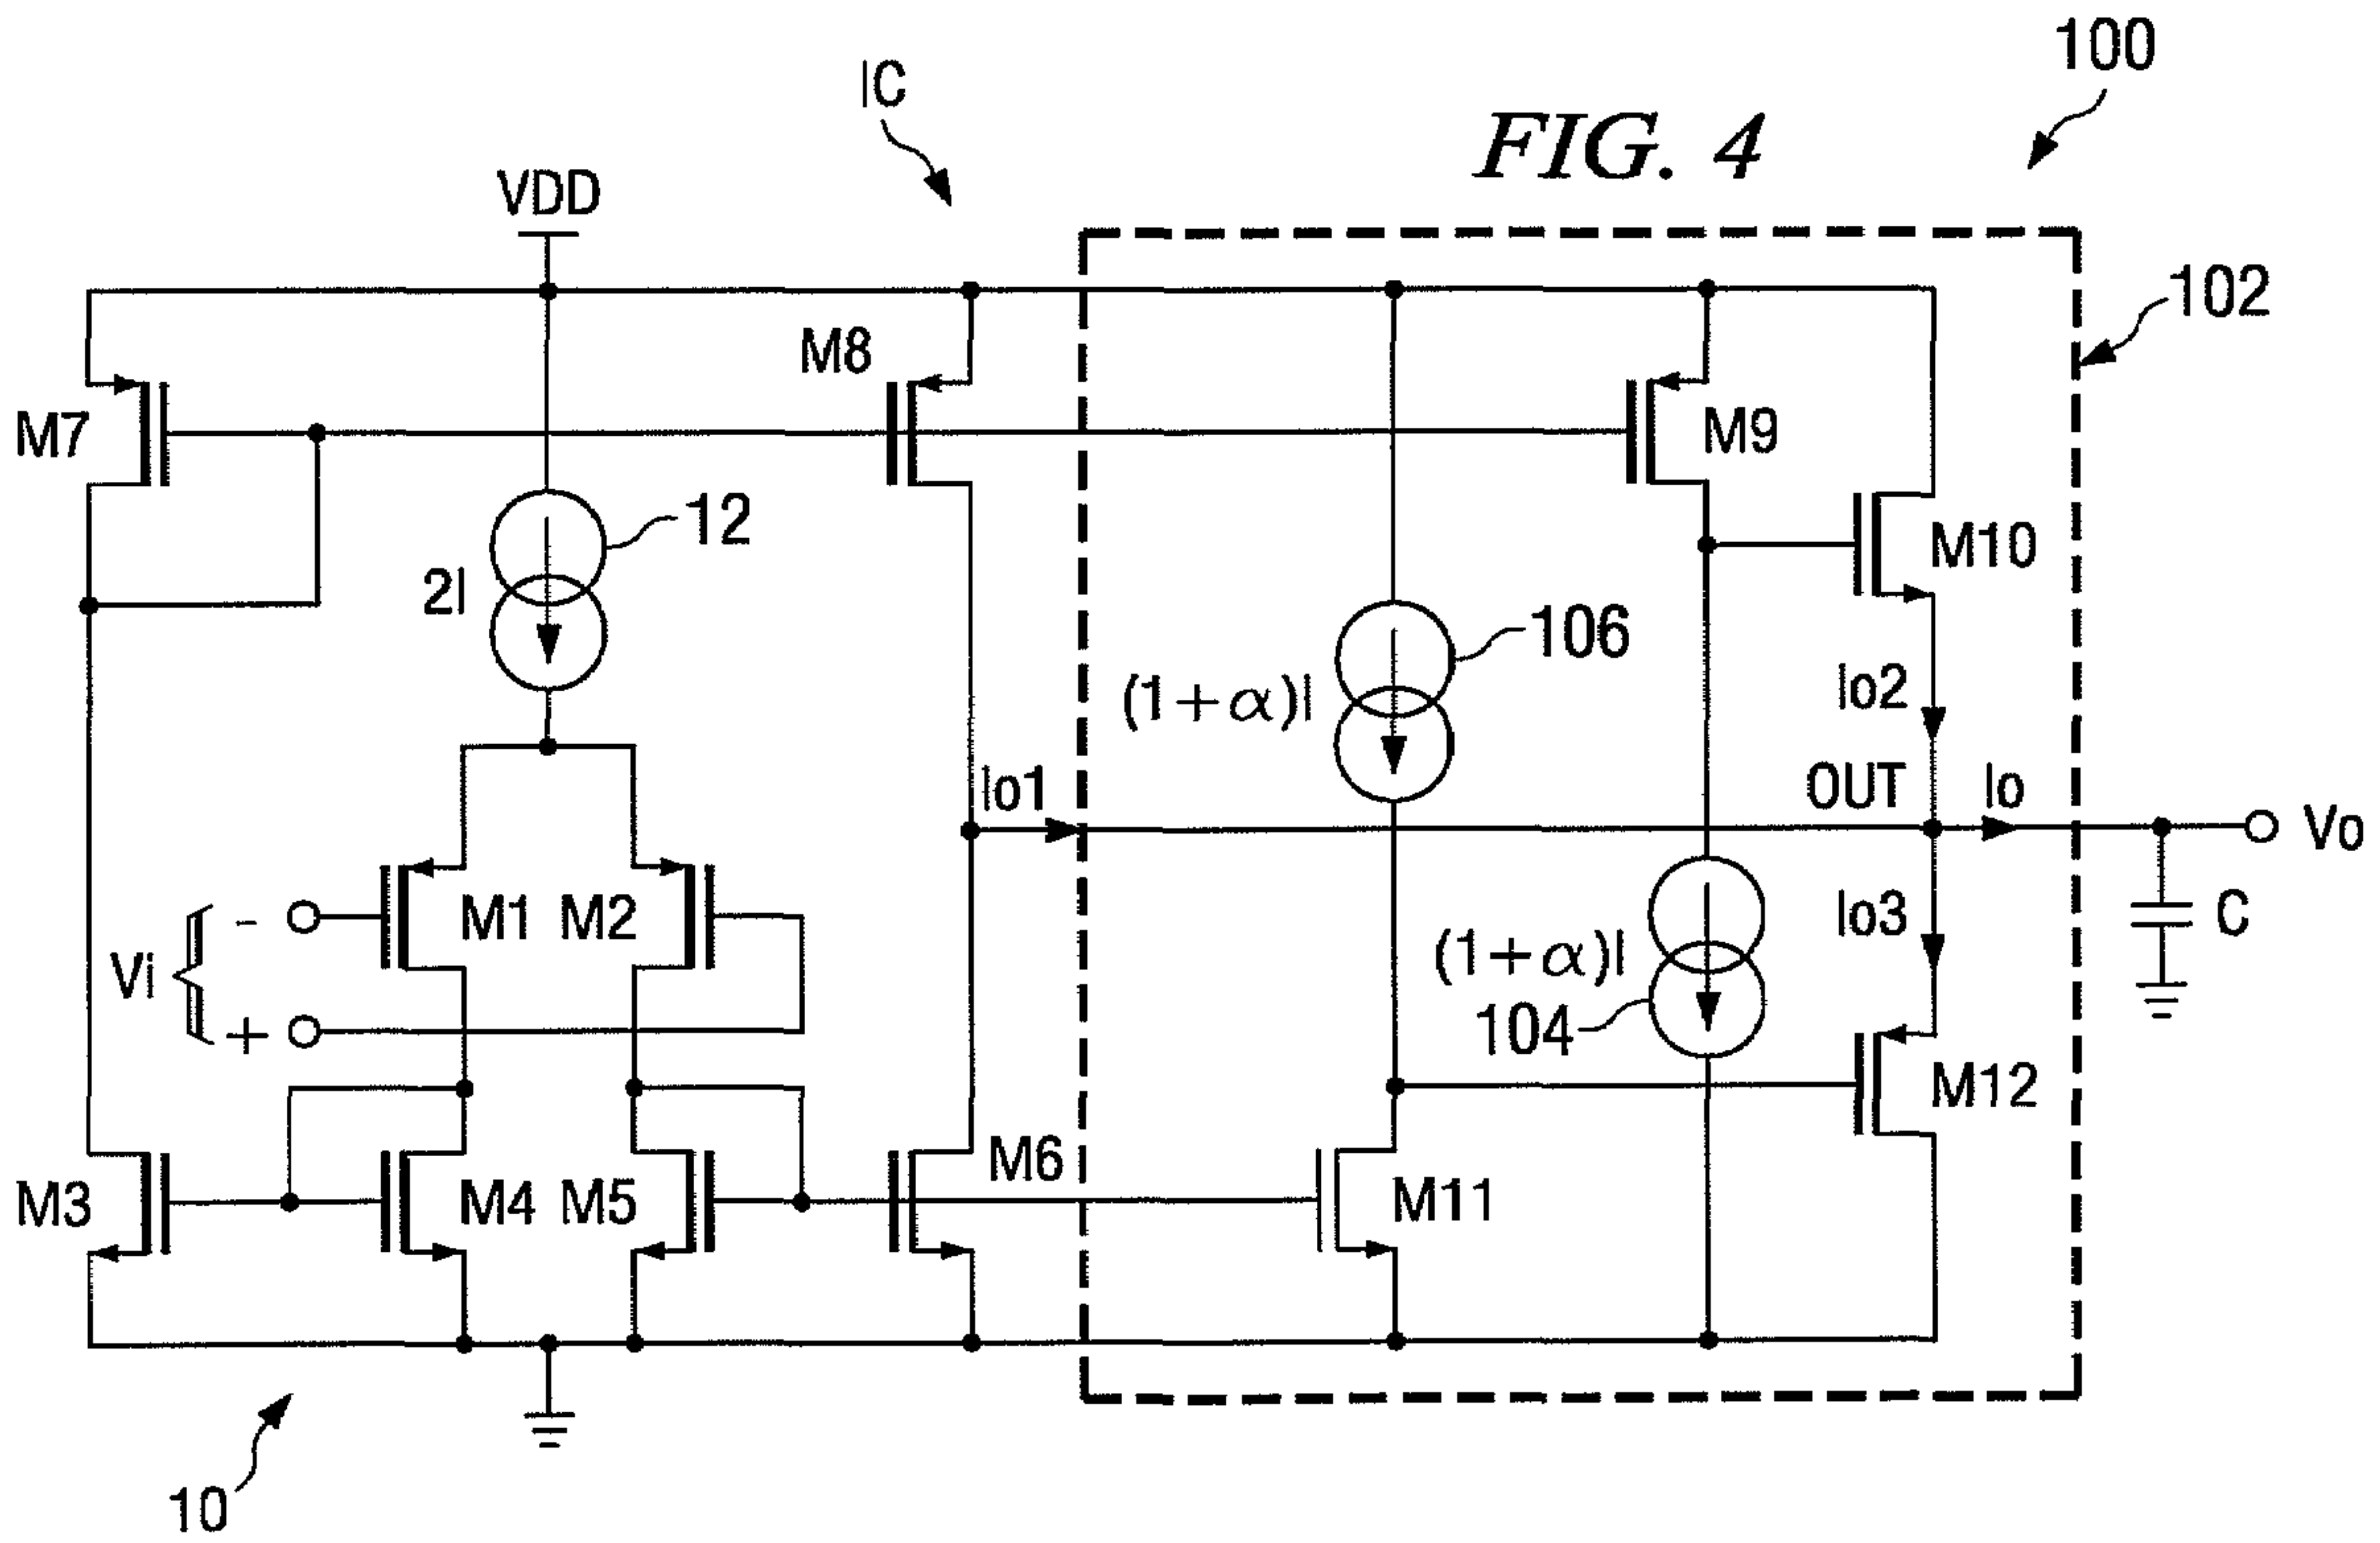 100
IC
FIG. 4
VDD
102
M8
M7
M9
12
M10
2I
106
(1+α)I
Io2
Io1
OUT
Io
Vo
-
M1
M2
Io3
C
Vi
(1+α)I
+
104
M12
M6
M3
M4
M5
M11
10